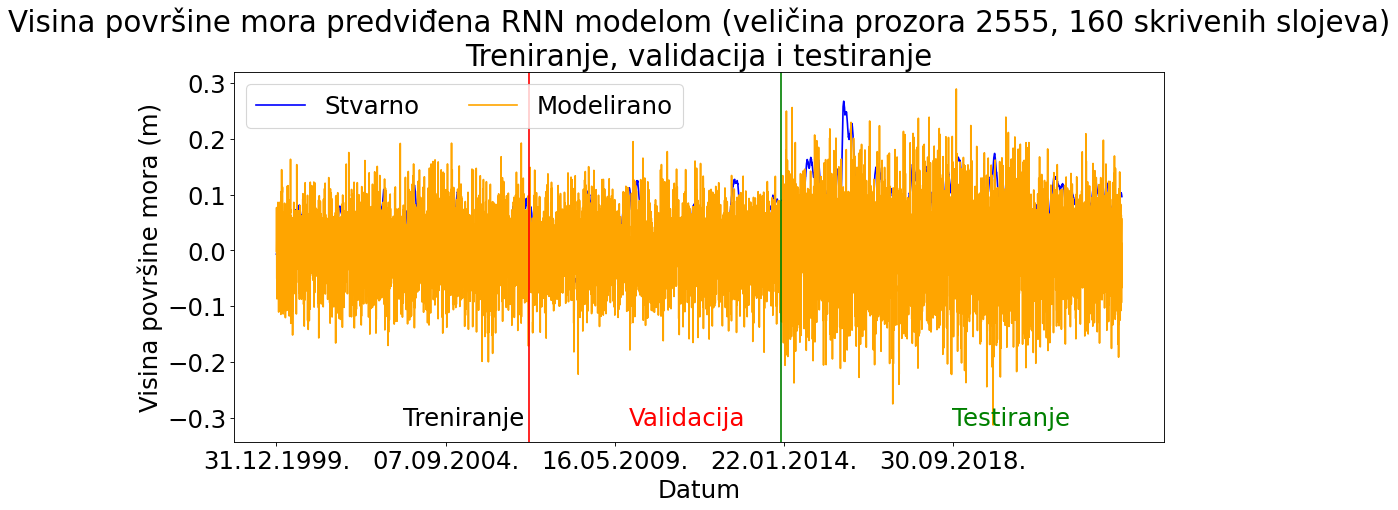 Visina površine mora predviđena RNN modelom (veličina prozora 2555, 160 skrivenih slojeva)
Treniranje, validacija i testiranje
Stvarno
Modelirano
Visina površine mora (m)
0.3
0.2
0.1
0.0
−0.1
−0.2
−0.3
Treniranje
Validacija
Testiranje
31.12.1999.
07.09.2004.
16.05.2009.
22.01.2014.
30.09.2018.
Datum